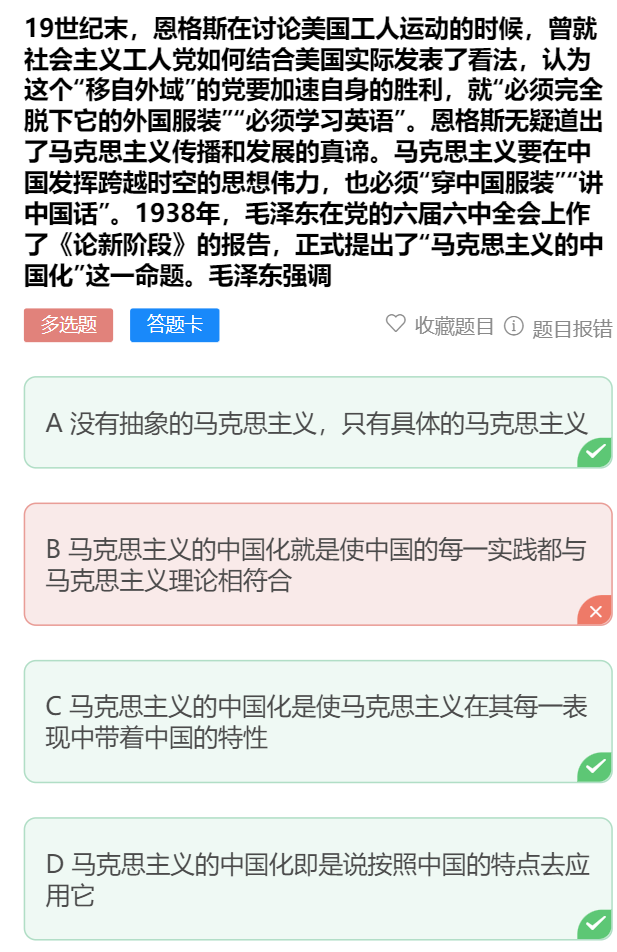 19世纪末，恩格斯在讨论美国工人运动的时候，曾就
社会主义工人党如何结合美国实际发表了看法，认为
这个“移自外域”的党要加速自身的胜利，就“必须完全
脱下它的外国服装”“必须学习英语”。恩格斯无疑道出
了马克思主义传播和发展的真谛。马克思主义要在中
国发挥跨越时空的思想伟力，也必须“穿中国服装”“讲
中国话”。1938年，毛泽东在党的六届六中全会上作
了《论新阶段》的报告，正式提出了“马克思主义的中
国化”这一命题。毛泽东强调
多选题 答题卡 收藏题目 题目报错
A 没有抽象的马克思主义，只有具体的马克思主义
B 马克思主义的中国化就是使中国的每一实践都与
马克思主义理论相符合
C 马克思主义的中国化是使马克思主义在其每一表
现中带着中国的特性
D 马克思主义的中国化即是说按照中国的特点去应
用它